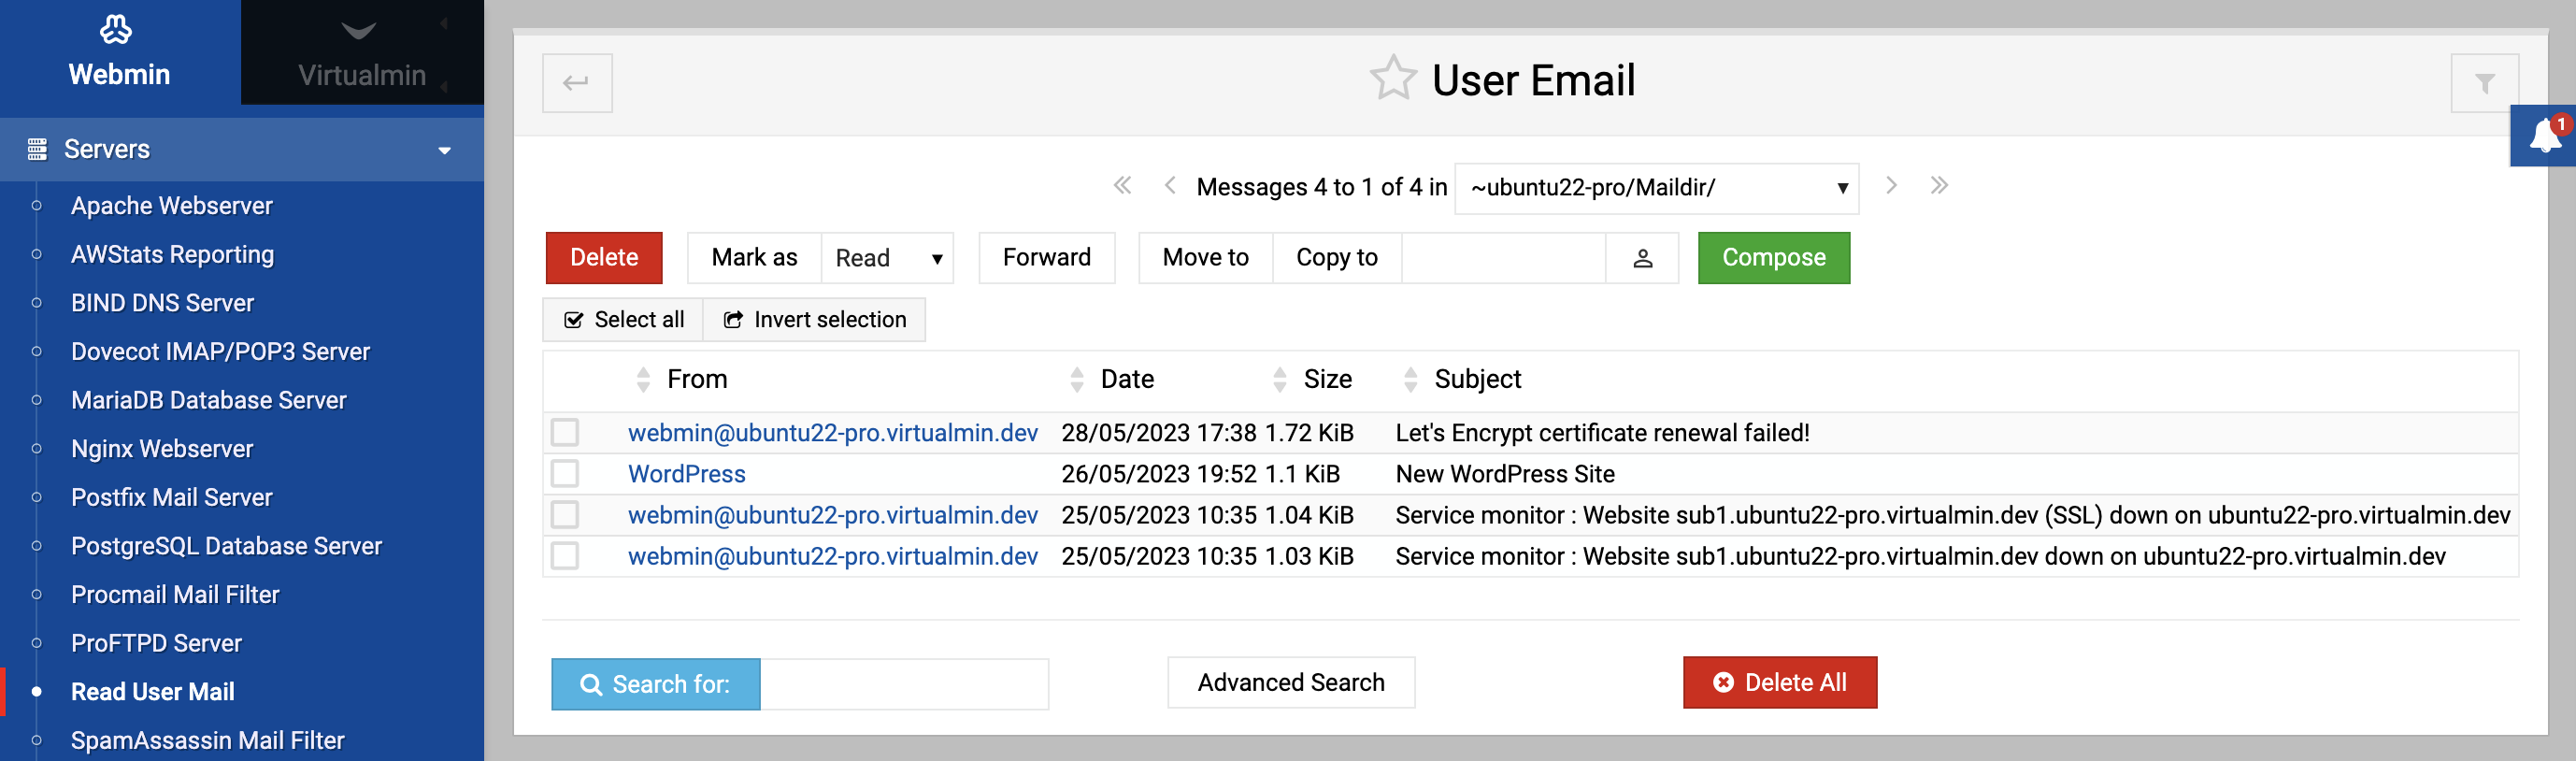 Webmin
Virtualmin
Servers
Apache Webserver
AWStats Reporting
BIND DNS Server
Dovecot IMAP/POP3 Server
MariaDB Database Server
Nginx Webserver
Postfix Mail Server
PostgreSQL Database Server
Procmail Mail Filter
ProFTPD Server
Read User Mail
SpamAssassin Mail Filter
User Email
1
Messages 4 to 1 of 4 in ~ubuntu22-pro/Maildir/
Delete Mark as Read Forward Move to Copy to Compose
Select all Invert selection
From Date Size Subject
webmin@ubuntu22-pro.virtualmin.dev 28/05/2023 17:38 1.72 KiB Let's Encrypt certificate renewal failed!
WordPress 26/05/2023 19:52 1.1 KiB New WordPress Site
webmin@ubuntu22-pro.virtualmin.dev 25/05/2023 10:35 1.04 KiB Service monitor : Website sub1.ubuntu22-pro.virtualmin.dev (SSL) down on ubuntu22-pro.virtualmin.dev
webmin@ubuntu22-pro.virtualmin.dev 25/05/2023 10:35 1.03 KiB Service monitor : Website sub1.ubuntu22-pro.virtualmin.dev down on ubuntu22-pro.virtualmin.dev
Search for: Advanced Search Delete All